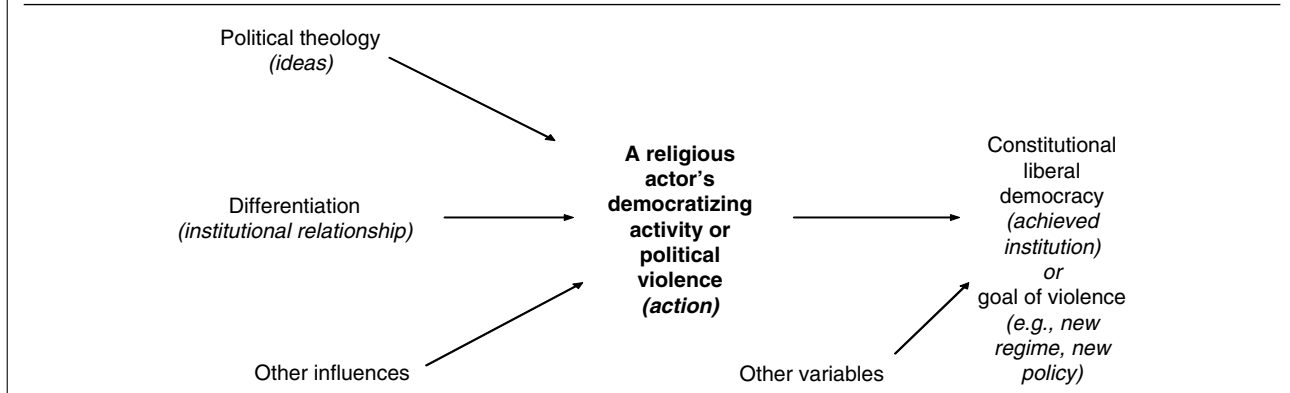 Political theology
(ideas)
Differentiation
(institutional relationship)
Other influences
A religious
actor's
democratizing
activity or
political
violence
(action)
Other variables
Constitutional
liberal
democracy
(achieved
institution)
or
goal of violence
(e.g., new
regime, new
policy)